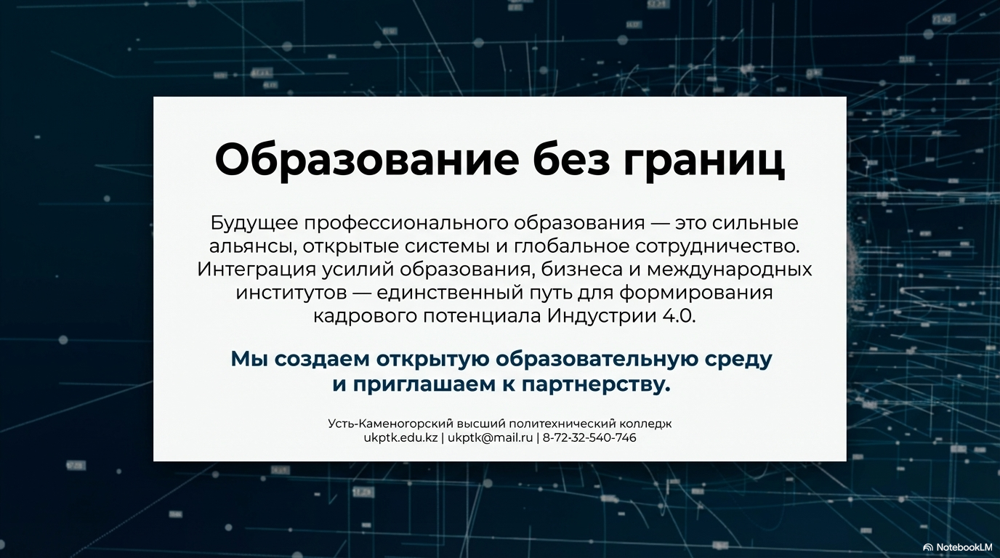 Образование без границ
Будущее профессионального образования — это сильные
альянсы, открытые системы и глобальное сотрудничество.
Интеграция усилий образования, бизнеса и международных
институтов — единственный путь для формирования
кадрового потенциала Индустрии 4.0.
Мы создаем открытую образовательную среду
и приглашаем к партнерству.
Усть-Каменогорский высший политехнический колледж
ukptk.edu.kz | ukptk@mail.ru | 8-72-32-540-746
NotebookLM